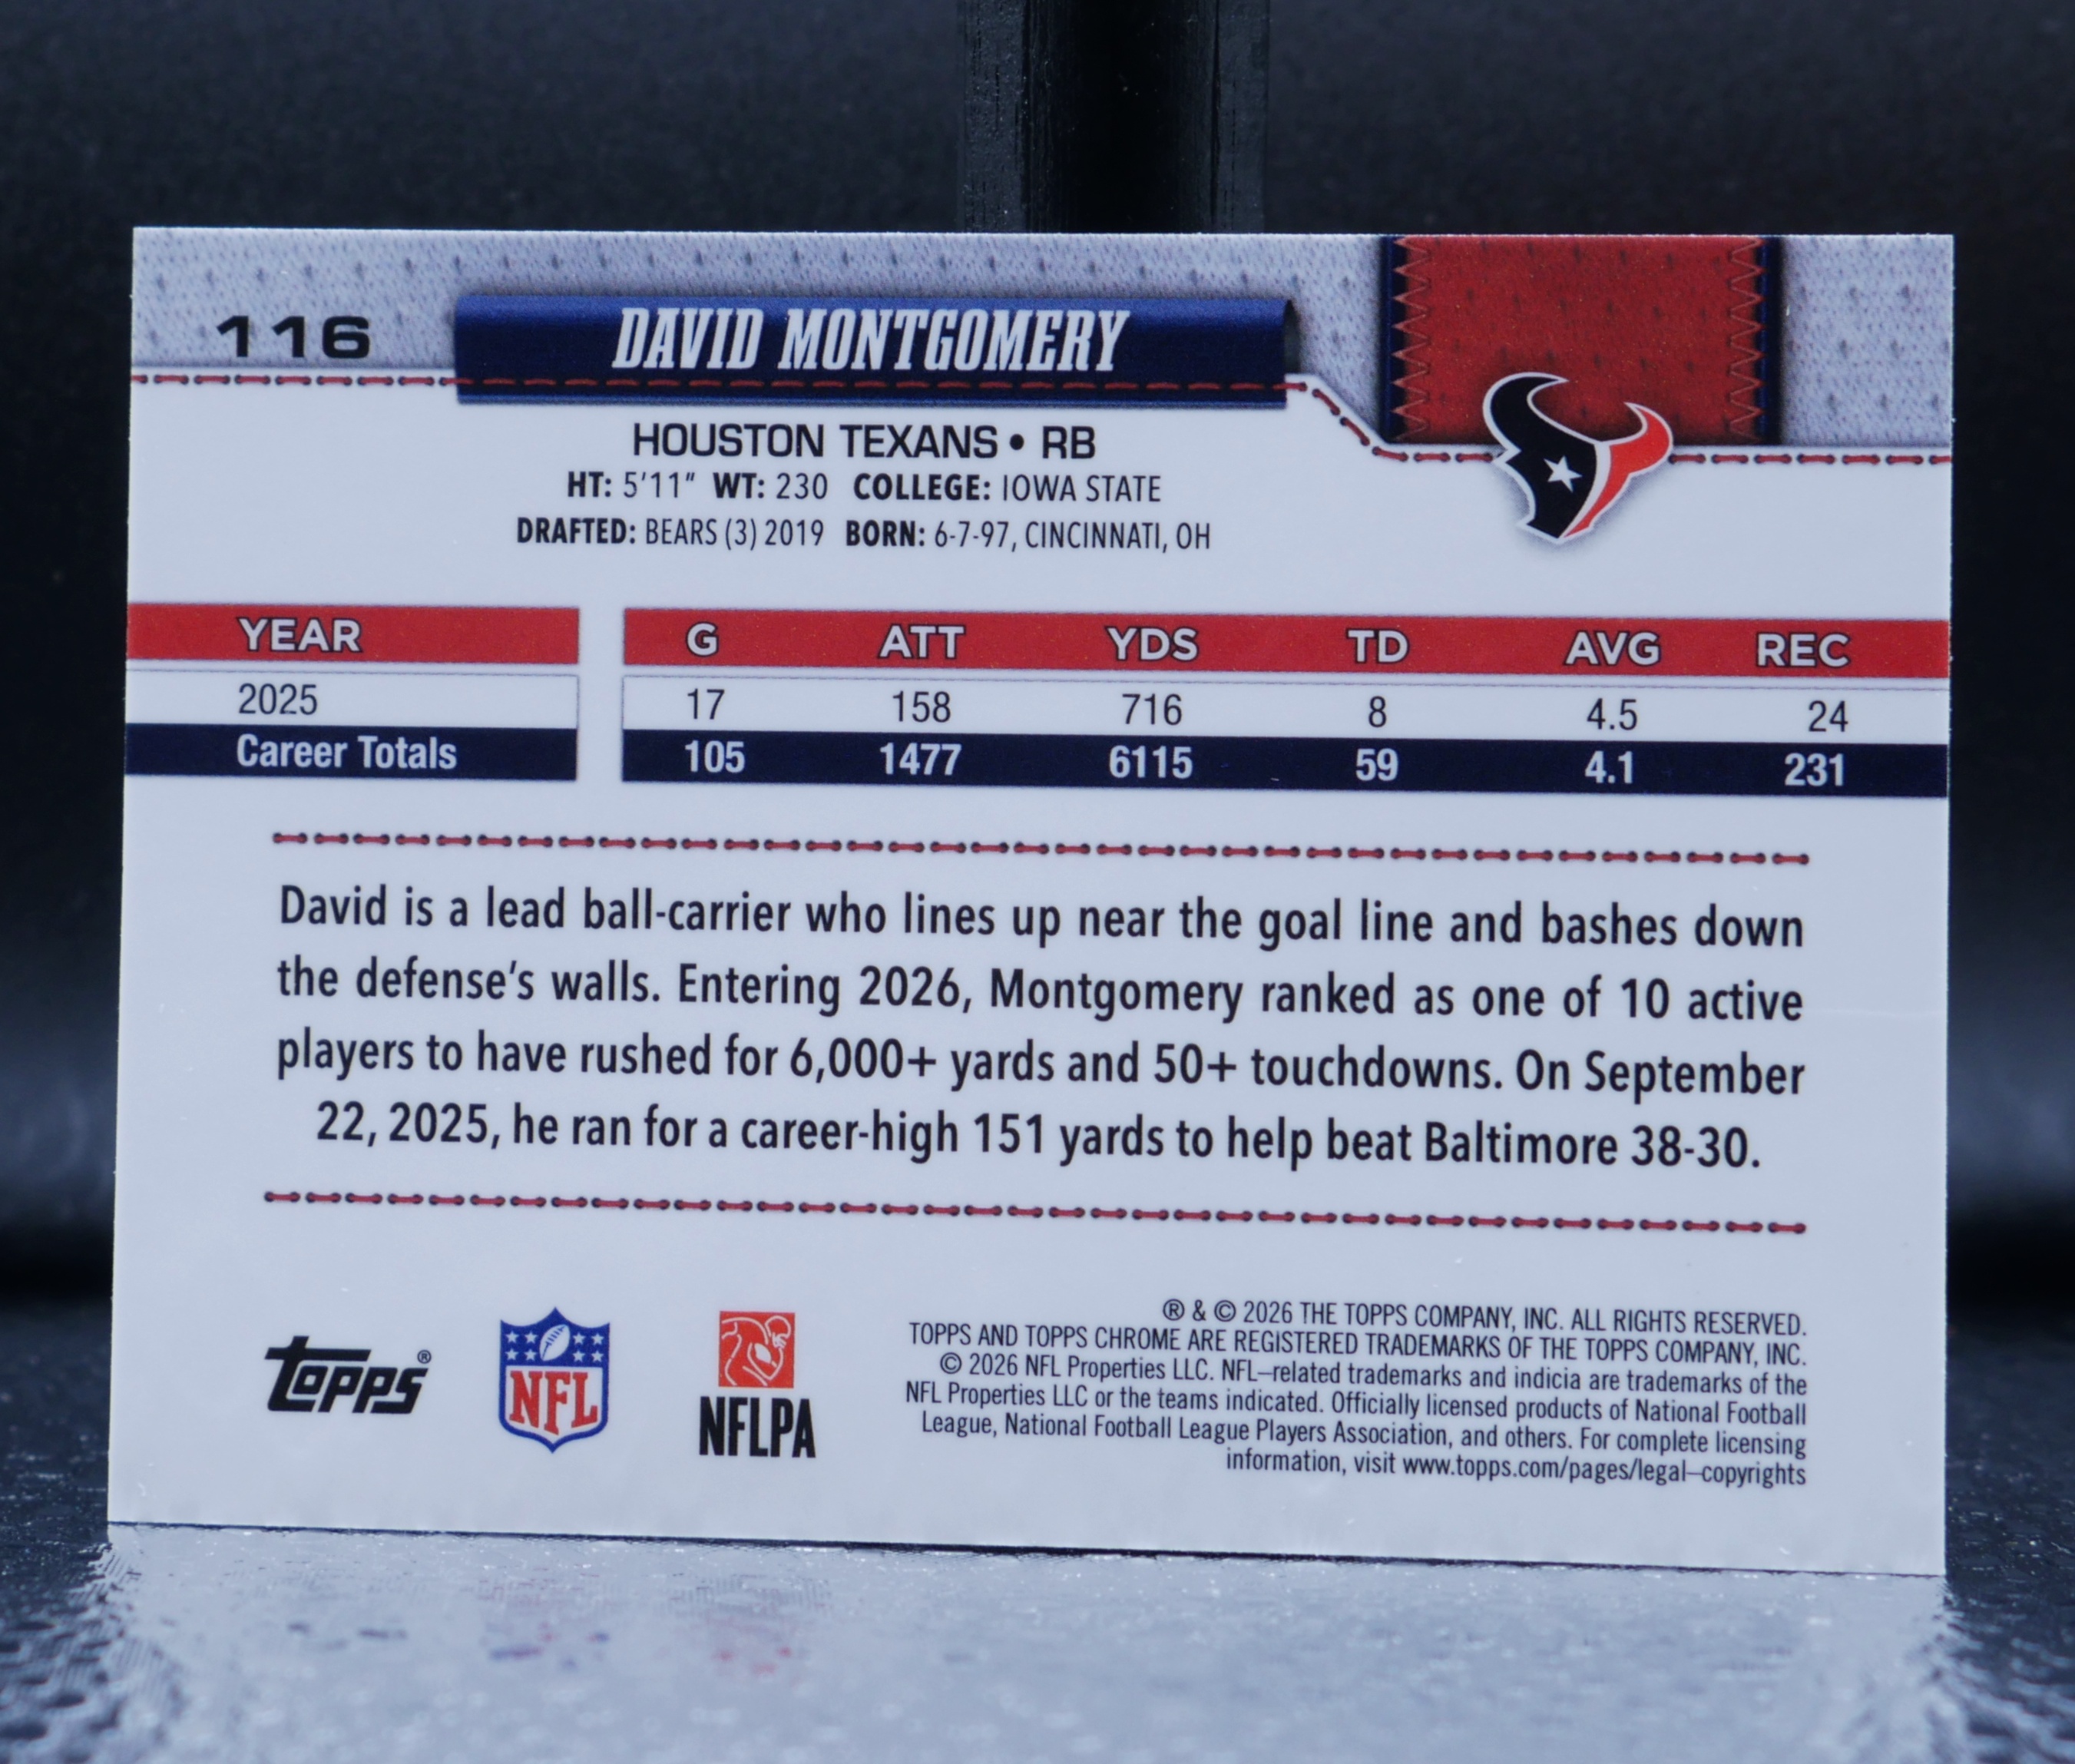 116
DAVID MONTGOMERY
HOUSTON TEXANS • RB
HT: 5'11" WT: 230 COLLEGE: IOWA STATE
DRAFTED: BEARS (3) 2019 BORN: 6-7-97, CINCINNATI, OH
YEAR G ATT YDS TD AVG REC
2025 17 158 716 8 4.5 24
Career Totals 105 1477 6115 59 4.1 231
David is a lead ball-carrier who lines up near the goal line and bashes down
the defense's walls. Entering 2026, Montgomery ranked as one of 10 active
players to have rushed for 6,000+ yards and 50+ touchdowns. On September
22, 2025, he ran for a career-high 151 yards to help beat Baltimore 38-30.
topps®
NFL
NFLPA
® & © 2026 THE TOPPS COMPANY, INC. ALL RIGHTS RESERVED.
TOPPS AND TOPPS CHROME ARE REGISTERED TRADEMARKS OF THE TOPPS COMPANY, INC.
© 2026 NFL Properties LLC. NFL–related trademarks and indicia are trademarks of the
NFL Properties LLC or the teams indicated. Officially licensed products of National Football
League, National Football League Players Association, and others. For complete licensing
information, visit www.topps.com/pages/legal–copyrights